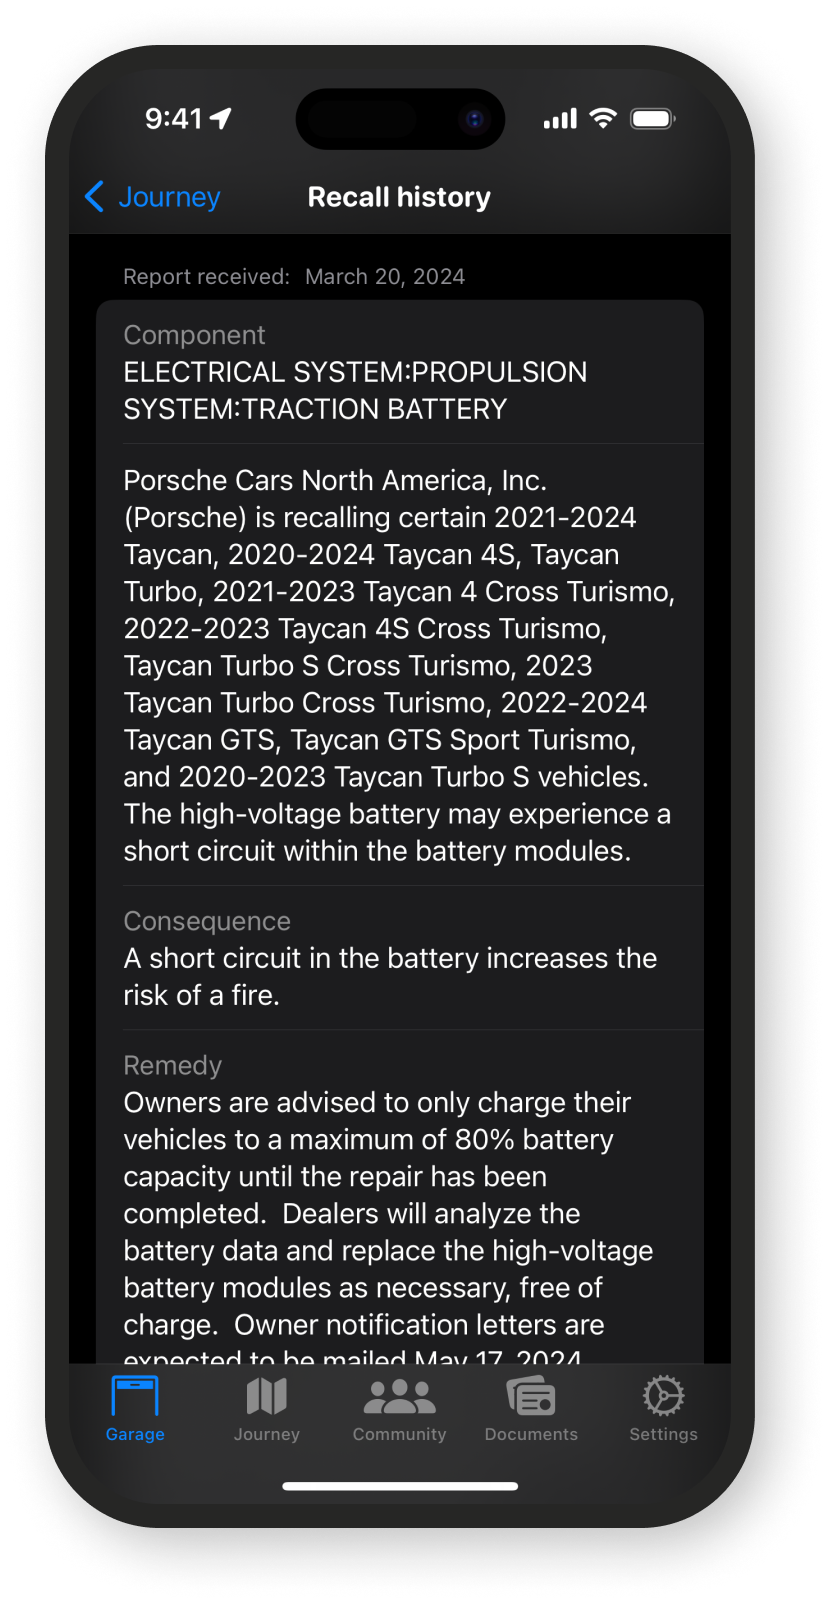 9:41
Journey
Recall history
Report received: March 20, 2024
Component
ELECTRICAL SYSTEM:PROPULSION
SYSTEM:TRACTION BATTERY
Porsche Cars North America, Inc.
(Porsche) is recalling certain 2021-2024
Taycan, 2020-2024 Taycan 4S, Taycan
Turbo, 2021-2023 Taycan 4 Cross Turismo,
2022-2023 Taycan 4S Cross Turismo,
Taycan Turbo S Cross Turismo, 2023
Taycan Turbo Cross Turismo, 2022-2024
Taycan GTS, Taycan GTS Sport Turismo,
and 2020-2023 Taycan Turbo S vehicles.
The high-voltage battery may experience a
short circuit within the battery modules.
Consequence
A short circuit in the battery increases the
risk of a fire.
Remedy
Owners are advised to only charge their
vehicles to a maximum of 80% battery
capacity until the repair has been
completed.  Dealers will analyze the
battery data and replace the high-voltage
battery modules as necessary, free of
charge.  Owner notification letters are
expected to be mailed May 17, 2024
Garage
Journey
Community
Documents
Settings